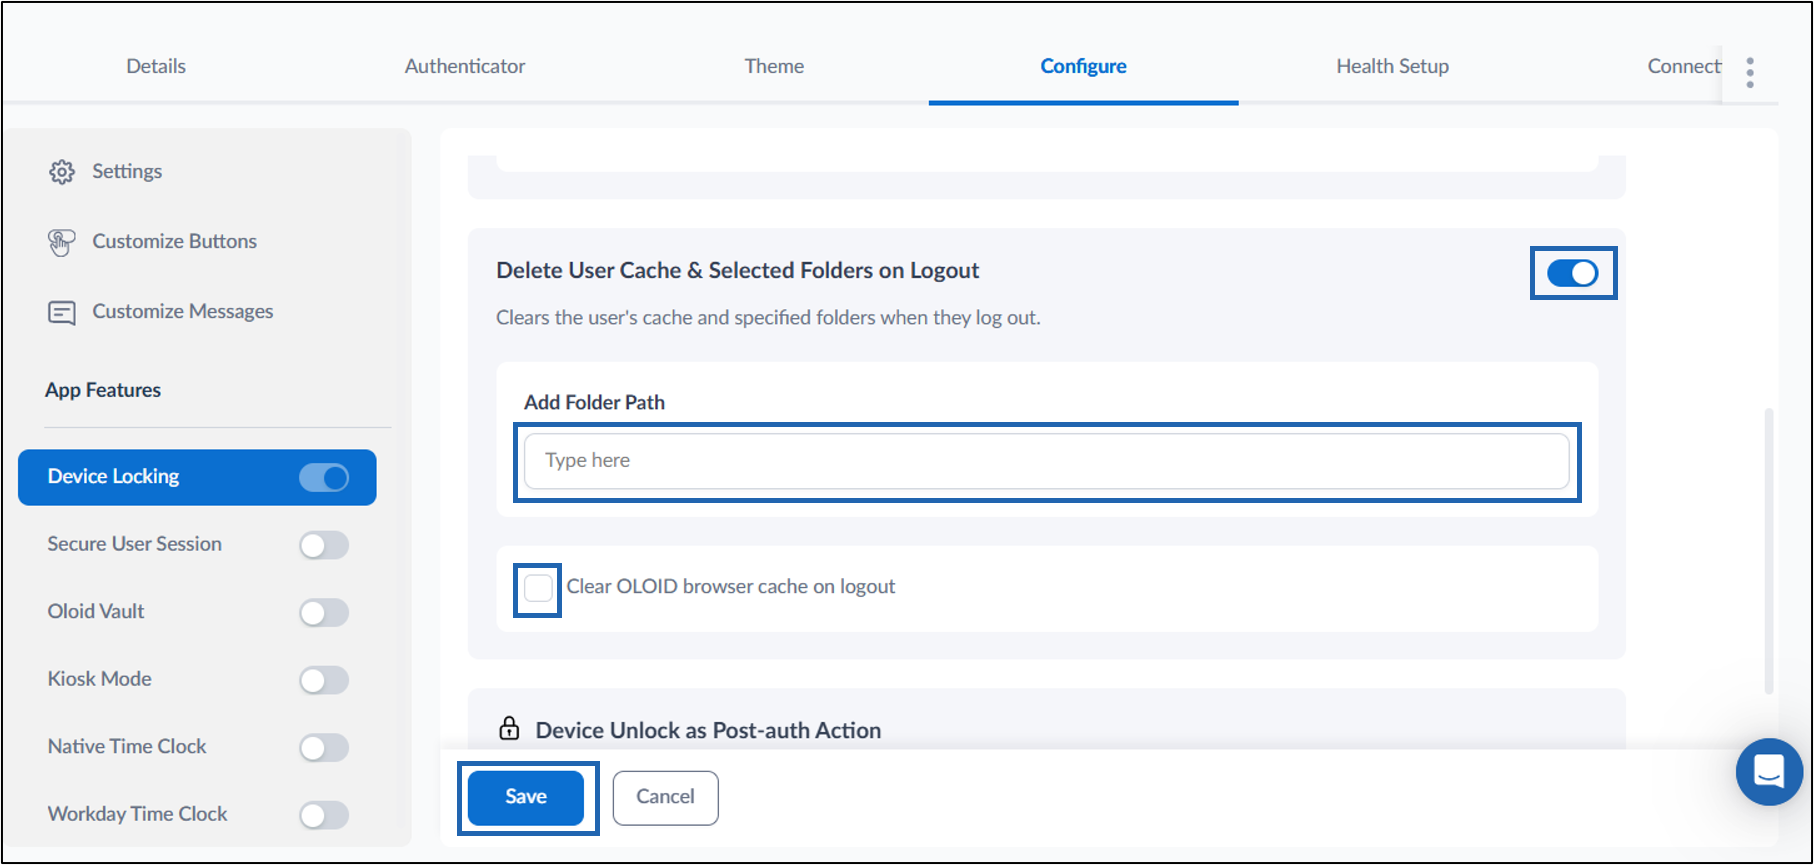 Details
Authenticator
Theme
Configure
Health Setup
Connect
Settings
Customize Buttons
Customize Messages
App Features
Device Locking
Secure User Session
Oloid Vault
Kiosk Mode
Native Time Clock
Workday Time Clock
Delete User Cache & Selected Folders on Logout
Clears the user's cache and specified folders when they log out.
Add Folder Path
Type here
Clear OLOID browser cache on logout
Device Unlock as Post-auth Action
Save
Cancel